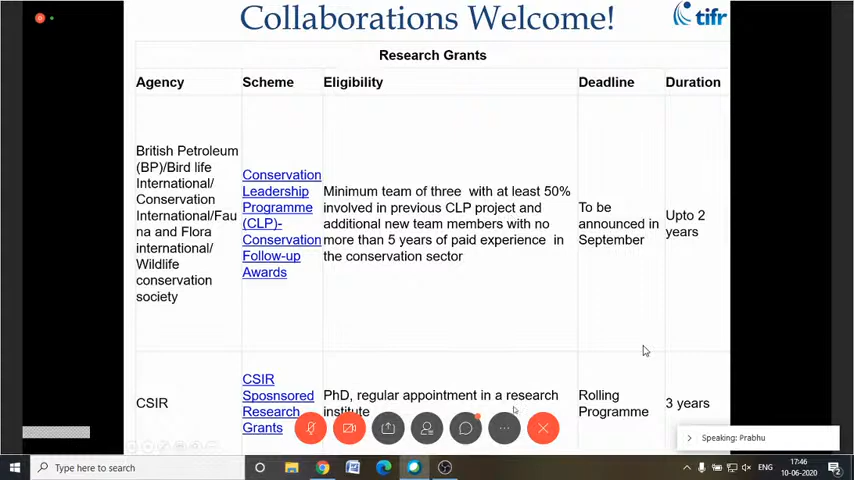 Collaborations Welcome!
tifr
Research Grants
Agency Scheme Eligibility Deadline Duration
British Petroleum
(BP)/Bird life
International/
Conservation
International/Fau
na and Flora
international/
Wildlife
conservation
society
Conservation
Leadership
Programme
(CLP)-
Conservation
Follow-up
Awards
Minimum team of three with at least 50%
involved in previous CLP project and
additional new team members with no
more than 5 years of paid experience in
the conservation sector
To be
announced in
September
Upto 2
years
CSIR
CSIR
Sposnsored
Research
Grants
PhD, regular appointment in a research
institute
Rolling
Programme
3 years
Speaking: Prabhu
Type here to search
ENG
17:46
10-06-2020
2